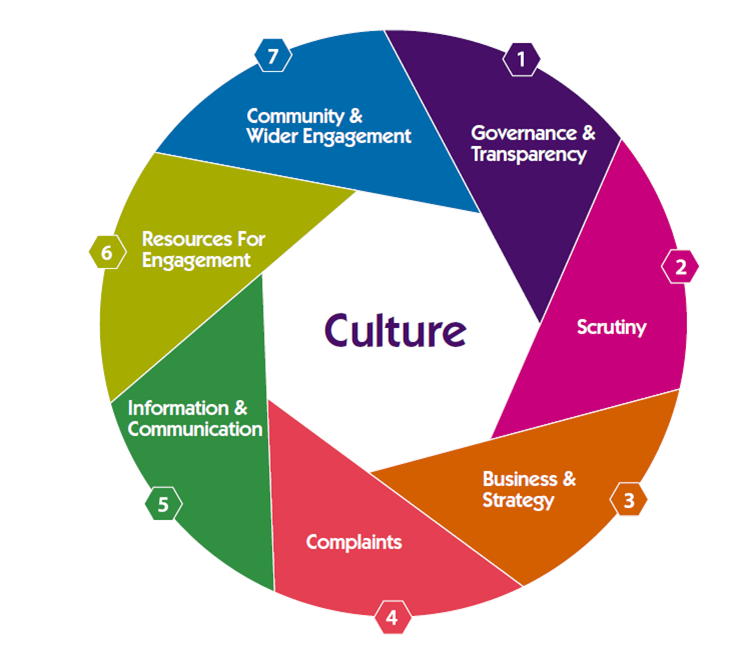 1
Governance &
Transparency
2
Scrutiny
3
Business &
Strategy
4
Complaints
5
Information &
Communication
6
Resources For
Engagement
7
Community &
Wider Engagement
Culture